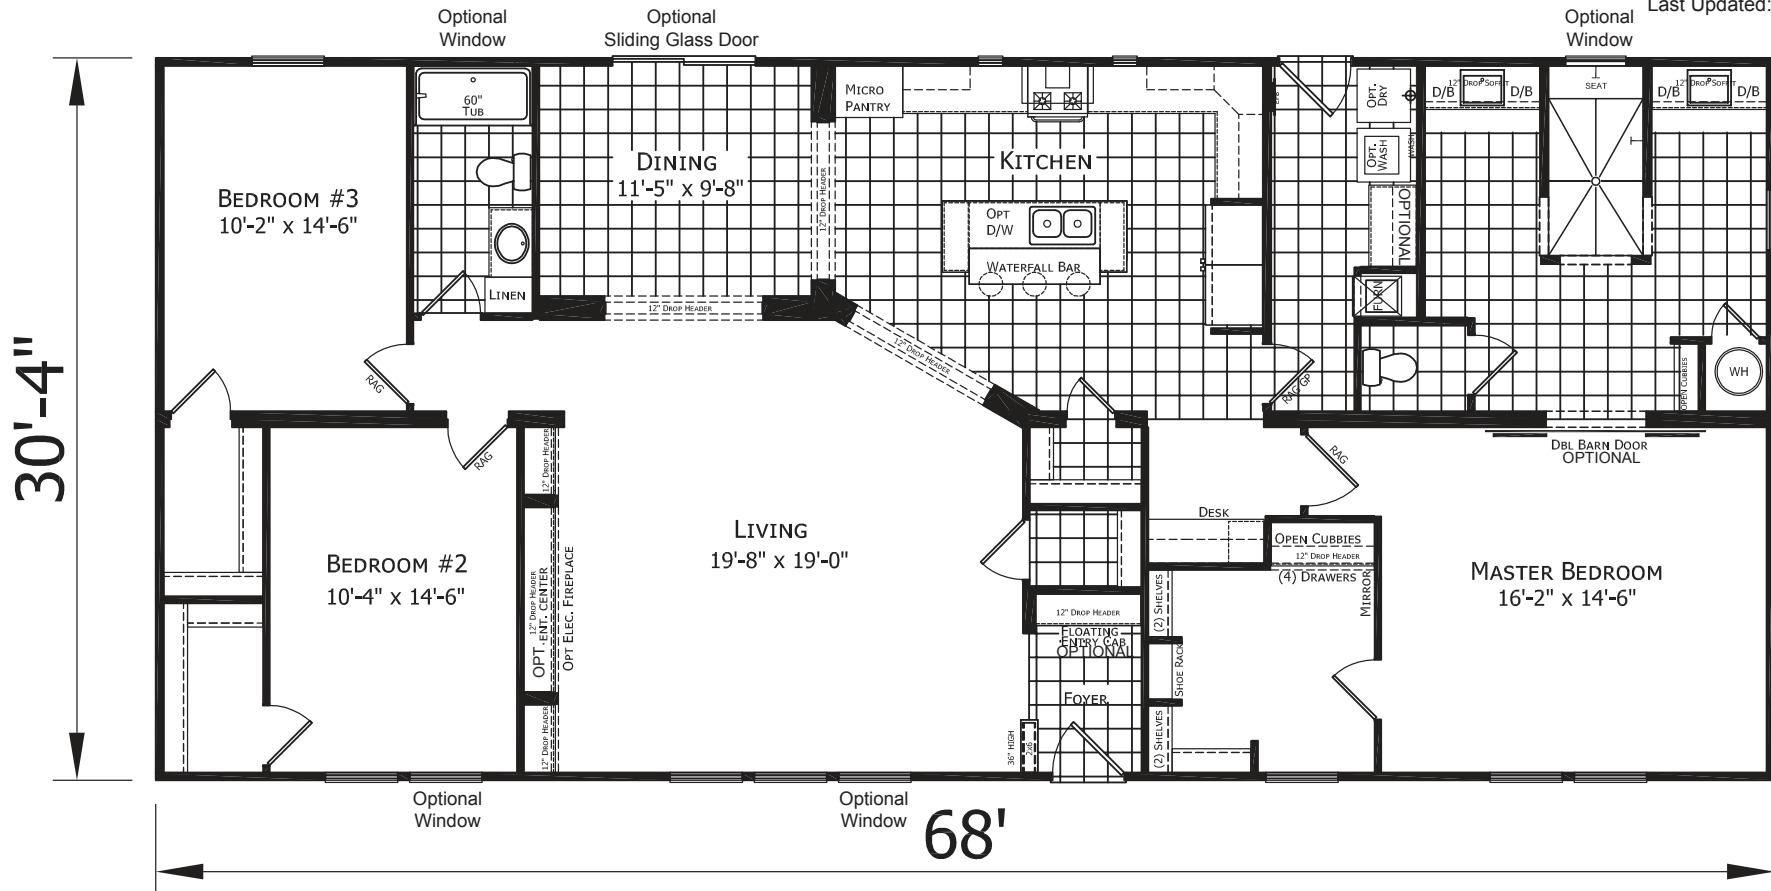 Last Updated:
Optional
Window
Optional
Sliding Glass Door
Optional
Window
60"
TUB
MICRO
PANTRY
OPT.
DRY
EPB
12" DROP SOFFIT
D/B D/B
SEAT
12" DROP SOFFIT
D/B D/B
BEDROOM #3
10'-2" x 14'-6"
DINING
11'-5" x 9'-8"
12" DROP HEADER
KITCHEN
OPT.
WASH
WASH
OPTIONAL
OPT
D/W
WATERFALL BAR
LINEN
12" DROP HEADER
12" DROP HEADER
FURN
RAG
RAG GP
OPEN CUBBIES
WH
30'-4"
RAG
RAG
DBL BARN DOOR
OPTIONAL
12" DROP HEADER
DESK
OPEN CUBBIES
12" DROP HEADER
(4) DRAWERS
MIRROR
LIVING
19'-8" x 19'-0"
BEDROOM #2
10'-4" x 14'-6"
12" DROP HEADER
OPT. ENT. CENTER
OPT ELEC. FIREPLACE
MASTER BEDROOM
16'-2" x 14'-6"
12" DROP HEADER
FLOATING
ENTRY CAB
OPTIONAL
(2) SHELVES
SHOE RACK
(2) SHELVES
FOYER
36" HIGH
2x6
12" DROP HEADER
Optional
Window
Optional
Window
68'